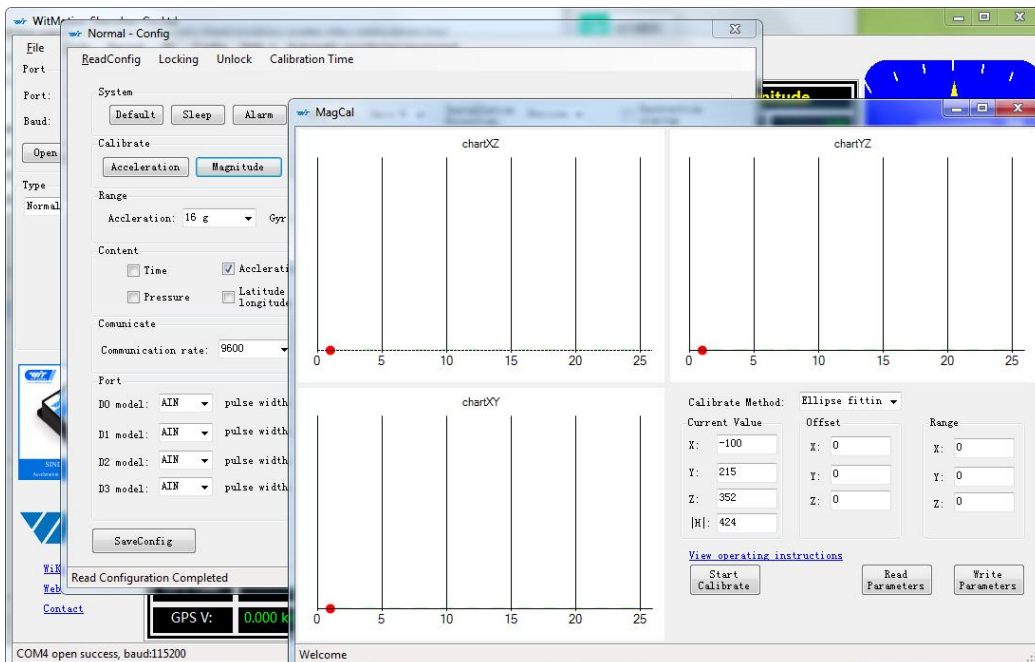 WitMotion Shenzhen Co.,Ltd
File
Port
Port:
Baud:
Open
Type
Normal
WiK
Web
Contact
GPS V:
0.000 k
COM4 open success, baud:115200
Normal - Config
ReadConfig Locking Unlock Calibration Time
System
Default Sleep Alarm
Calibrate
Acceleration Magnitude
Range
Accleration: 16 g Gyr
Content
Time Acclerati
Pressure Latitude
longitude
Comunicate
Communication rate: 9600
Port
D0 model: AIN pulse width
D1 model: AIN pulse width
D2 model: AIN pulse width
D3 model: AIN pulse width
SaveConfig
Read Configuration Completed
MagCal
chartXZ
0 5 10 15 20 25
chartYZ
0 5 10 15 20 25
chartXY
0 5 10 15 20 25
Calibrate Method: Ellipse fittin
Current Value Offset Range
X: -100 X: 0 X: 0
Y: 215 Y: 0 Y: 0
Z: 352 Z: 0 Z: 0
|H|: 424
View operating instructions
Start
Calibrate
Read
Parameters
Write
Parameters
Welcome